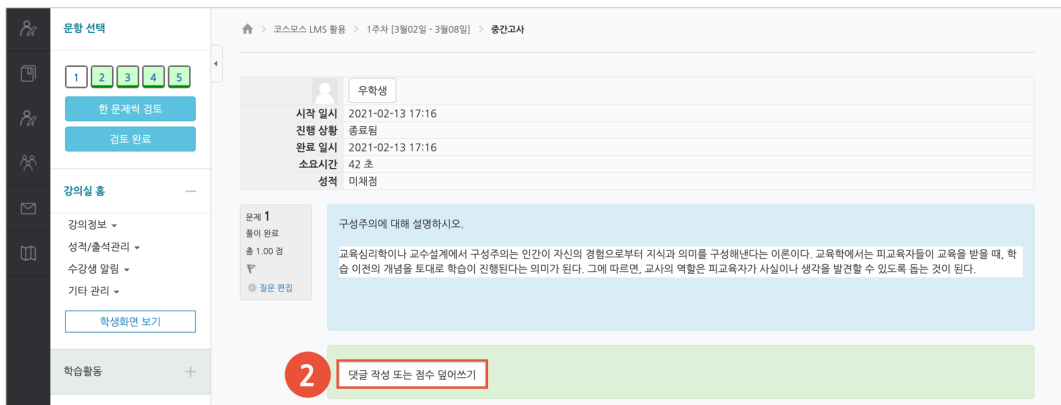 문항 선택
1 2 3 4 5
한 문제씩 검토
검토 완료
강의실 홈
강의정보
성적/출석관리
수강생 알림
기타 관리
학생화면 보기
학습활동
코스모스 LMS 활용 > 1주차 [3월02일 - 3월08일] > 중간고사
우학생
시작 일시 2021-02-13 17:16
진행 상황 종료됨
완료 일시 2021-02-13 17:16
소요시간 42 초
성적 미채점
문제 1
풀이 완료
총 1.00 점
질문 편집
구성주의에 대해 설명하시오.
교육심리학이나 교수설계에서 구성주의는 인간이 자신의 경험으로부터 지식과 의미를 구성해낸다는 이론이다. 교육학에서는 피교육자들이 교육을 받을 때, 학
습 이전의 개념을 토대로 학습이 진행된다는 의미가 된다. 그에 따르면, 교사의 역할은 피교육자가 사실이나 생각을 발견할 수 있도록 돕는 것이 된다.
2 댓글 작성 또는 점수 덮어쓰기